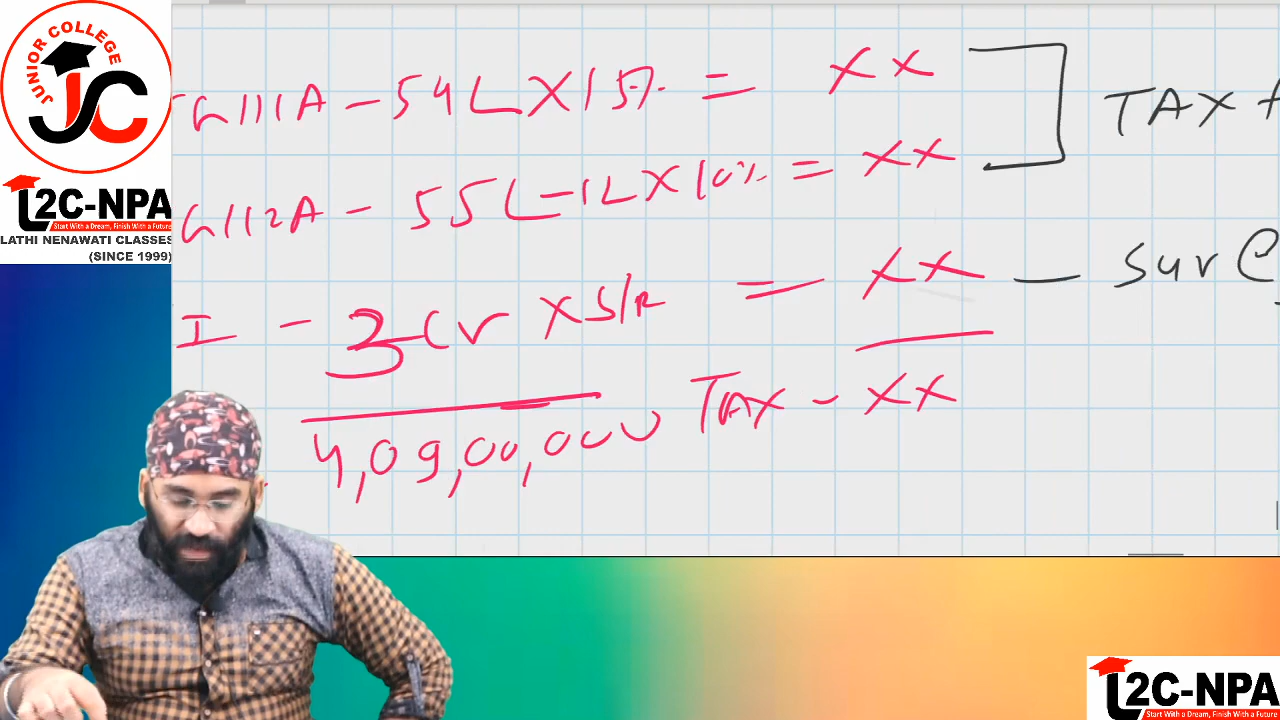 JUNIOR COLLEGE
JC
L2C-NPA
Start With a Dream, Finish With a Future
LATHI NENAWATI CLASSES
(SINCE 1999)
G111A - 54L X 15% = XX
TAX +
G112A - 55L - 1L X 10% = XX
I - 3Cr X S/R = XX - Sur C
4,09,00,000 TAX - XX
L2C-NPA
Start With a Dream, Finish With a Future